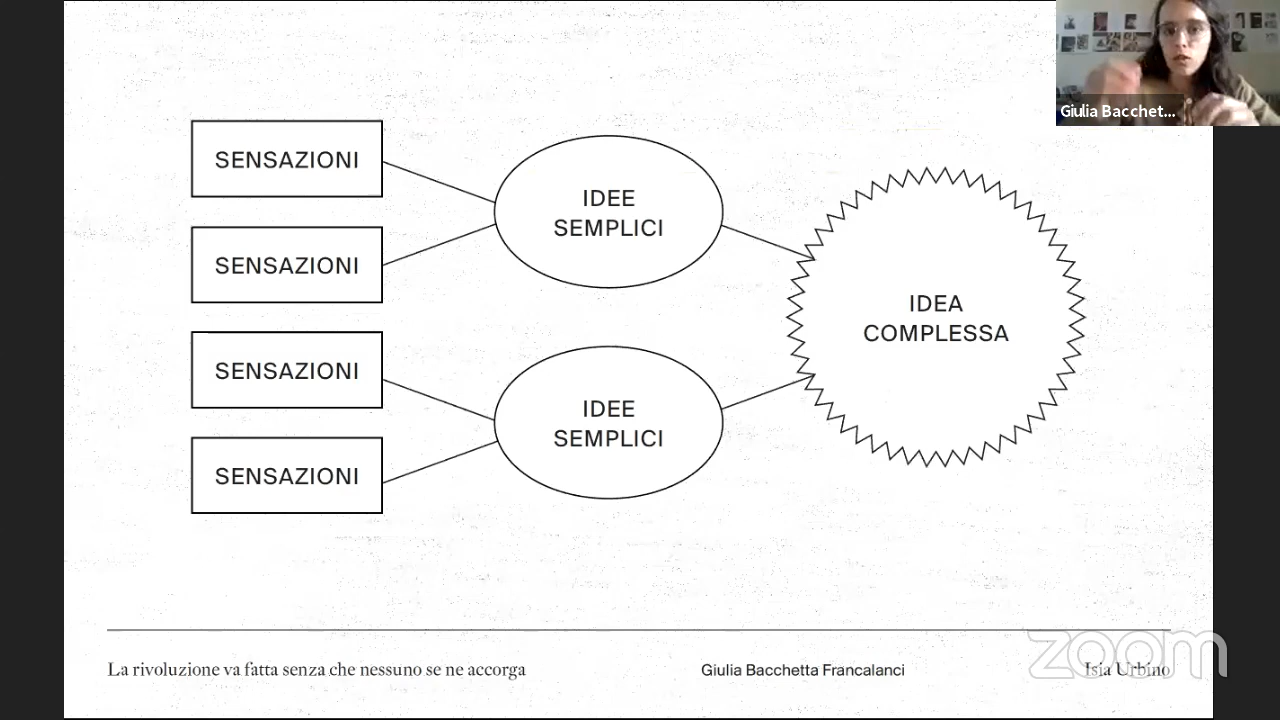 Giulia Bacchet...
SENSAZIONI
SENSAZIONI
SENSAZIONI
SENSAZIONI
IDEE
SEMPLICI
IDEE
SEMPLICI
IDEA
COMPLESSA
La rivoluzione va fatta senza che nessuno se ne accorga
Giulia Bacchetta Francalanci
Isia Urbino
zoom